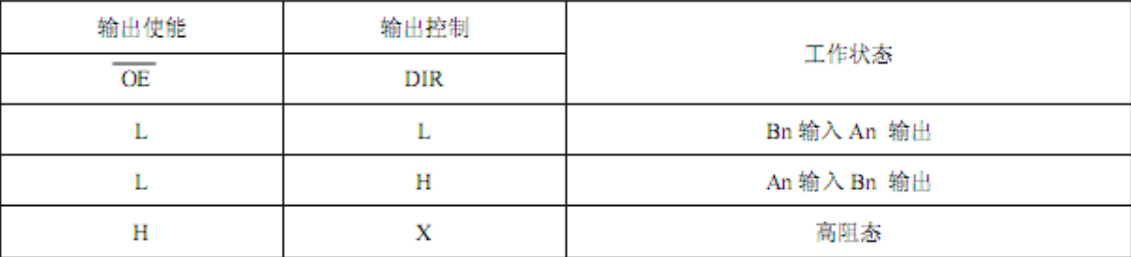 输出使能 输出控制 工作状态
OE DIR
L L Bn 输入 An 输出
L H An 输入 Bn 输出
H X 高阻态